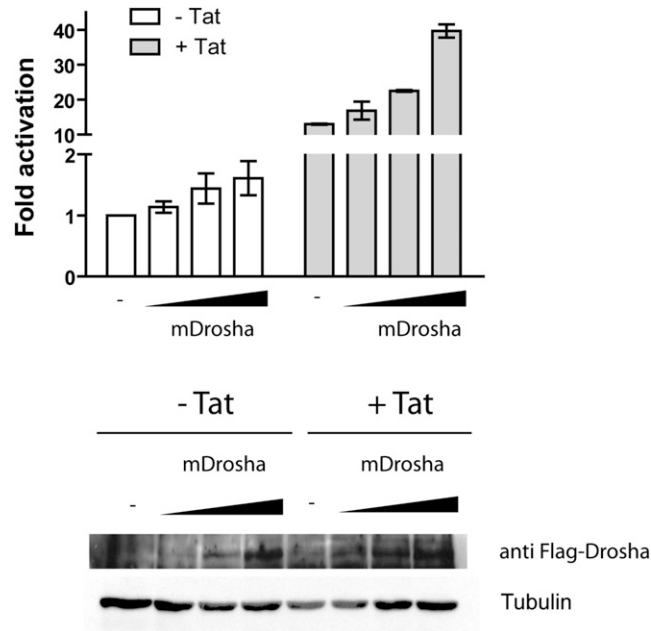 - Tat
+ Tat
Fold activation
40
30
20
10
2
1
0
-
-
mDrosha
mDrosha
- Tat
+ Tat
mDrosha
mDrosha
-
-
anti Flag-Drosha
Tubulin